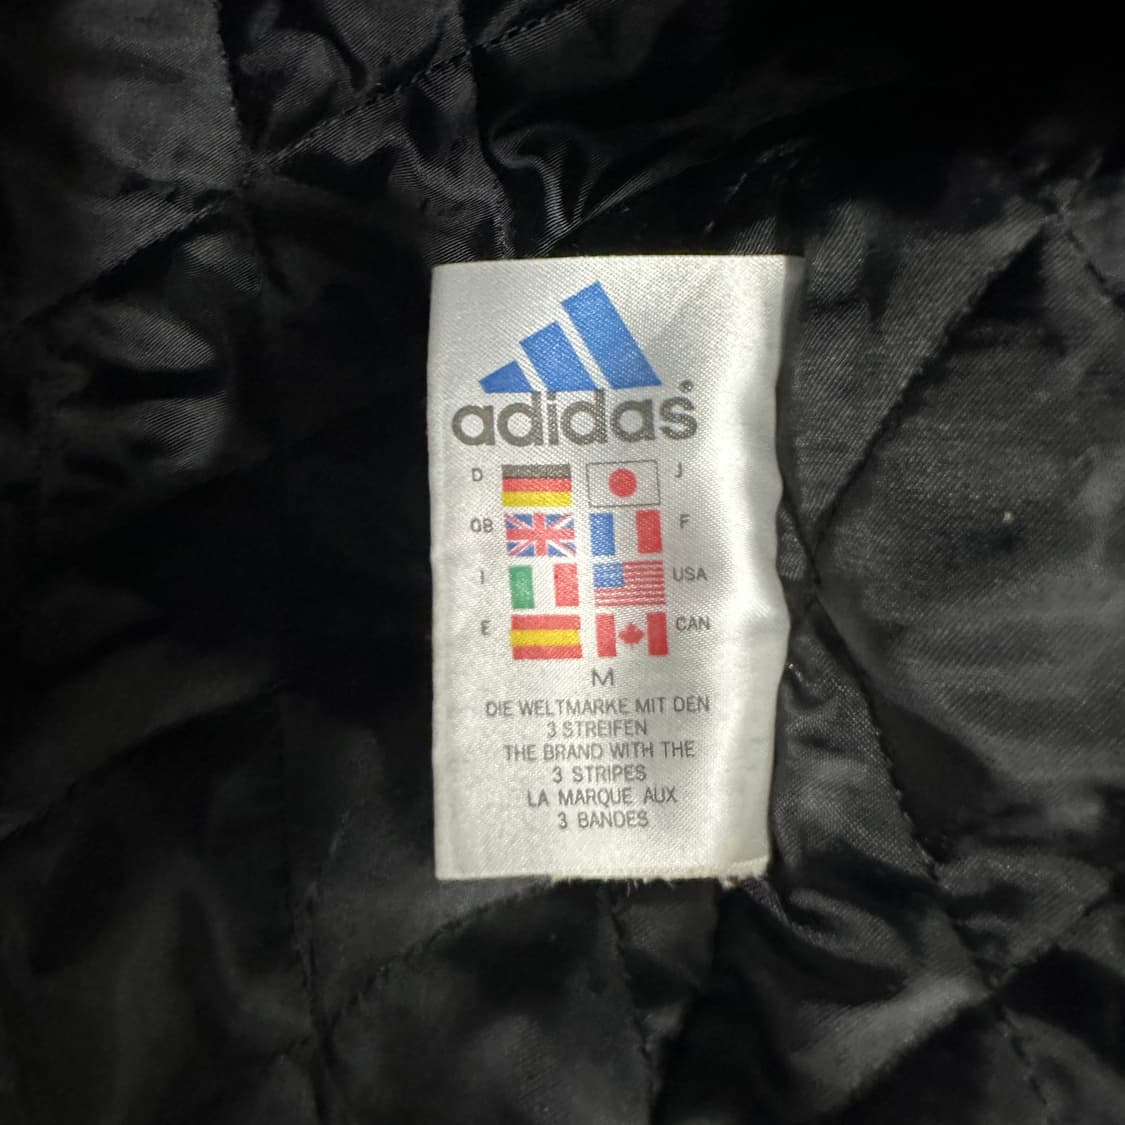 adidas®
D J
GB F
I USA
E CAN
M
DIE WELTMARKE MIT DEN
3 STREIFEN
THE BRAND WITH THE
3 STRIPES
LA MARQUE AUX
3 BANDES